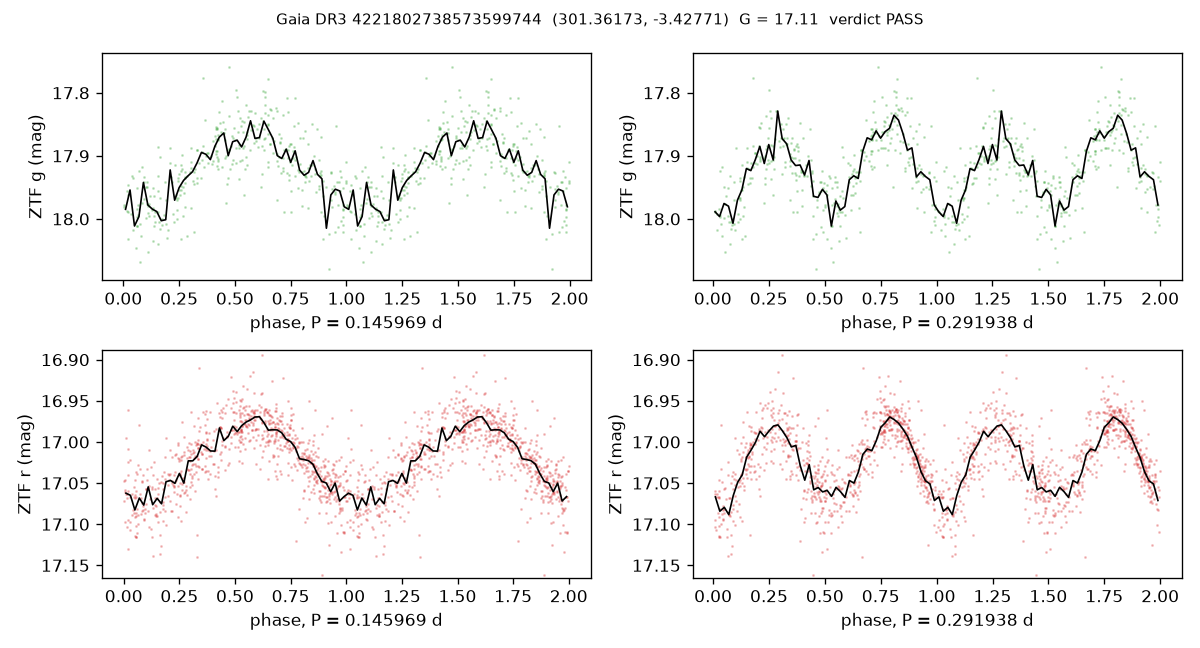 Gaia DR3 4221802738573599744 (301.36173, -3.42771) G = 17.11 verdict PASS
ZTF g (mag)
17.8
17.9
18.0
0.00 0.25 0.50 0.75 1.00 1.25 1.50 1.75 2.00
phase, P = 0.145969 d
ZTF g (mag)
17.8
17.9
18.0
0.00 0.25 0.50 0.75 1.00 1.25 1.50 1.75 2.00
phase, P = 0.291938 d
ZTF r (mag)
16.90
16.95
17.00
17.05
17.10
17.15
0.00 0.25 0.50 0.75 1.00 1.25 1.50 1.75 2.00
phase, P = 0.145969 d
ZTF r (mag)
16.90
16.95
17.00
17.05
17.10
17.15
0.00 0.25 0.50 0.75 1.00 1.25 1.50 1.75 2.00
phase, P = 0.291938 d